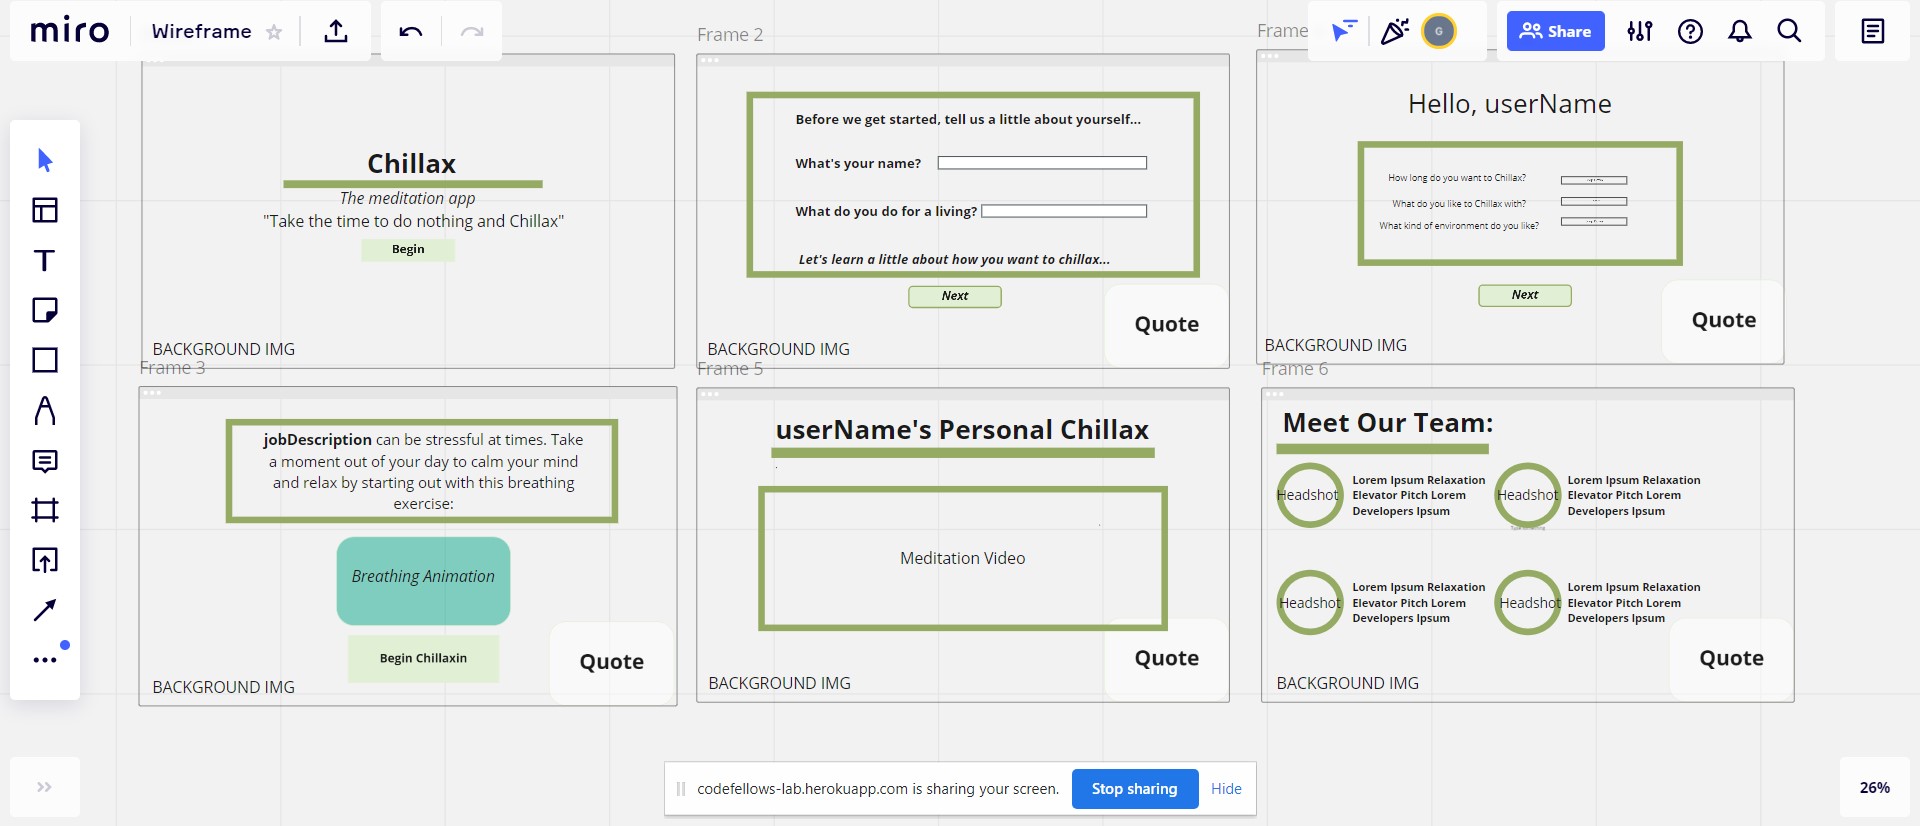 miro
Wireframe
G
Share
Frame 2
Frame
Chillax
The meditation app
"Take the time to do nothing and Chillax"
Begin
BACKGROUND IMG
Before we get started, tell us a little about yourself...
What's your name?
What do you do for a living?
Let's learn a little about how you want to chillax...
Next
Quote
BACKGROUND IMG
Hello, userName
How long do you want to Chillax?
What do you like to Chillax with?
What kind of environment do you like?
Next
Quote
BACKGROUND IMG
Frame 3
jobDescription can be stressful at times. Take
a moment out of your day to calm your mind
and relax by starting out with this breathing
exercise:
Breathing Animation
Begin Chillaxin
Quote
BACKGROUND IMG
Frame 5
userName's Personal Chillax
Meditation Video
Quote
BACKGROUND IMG
Frame 6
Meet Our Team:
Headshot
Lorem Ipsum Relaxation
Elevator Pitch Lorem
Developers Ipsum
Headshot
Lorem Ipsum Relaxation
Elevator Pitch Lorem
Developers Ipsum
Headshot
Lorem Ipsum Relaxation
Elevator Pitch Lorem
Developers Ipsum
Headshot
Lorem Ipsum Relaxation
Elevator Pitch Lorem
Developers Ipsum
Quote
BACKGROUND IMG
codefellows-lab.herokuapp.com is sharing your screen.
Stop sharing
Hide
26%